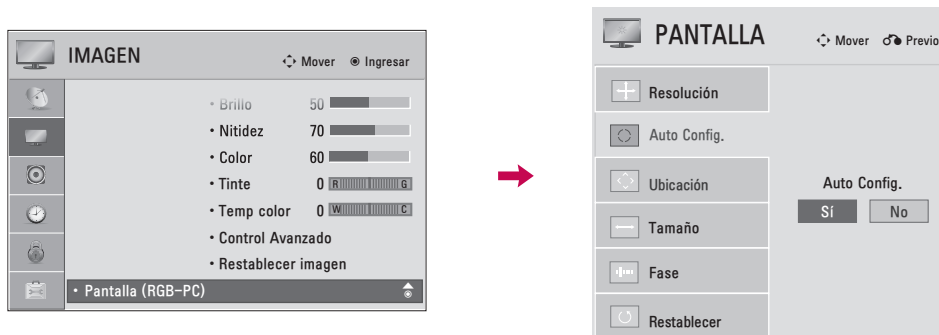 IMAGEN
Mover
Ingresar
• Brillo 50
• Nitidez 70
• Color 60
• Tinte 0 R G
• Temp color 0 W C
• Control Avanzado
• Restablecer imagen
• Pantalla (RGB-PC)
PANTALLA
Mover
Previo
Resolución
Auto Config.
Ubicación
Tamaño
Fase
Restablecer
Auto Config.
Sí No